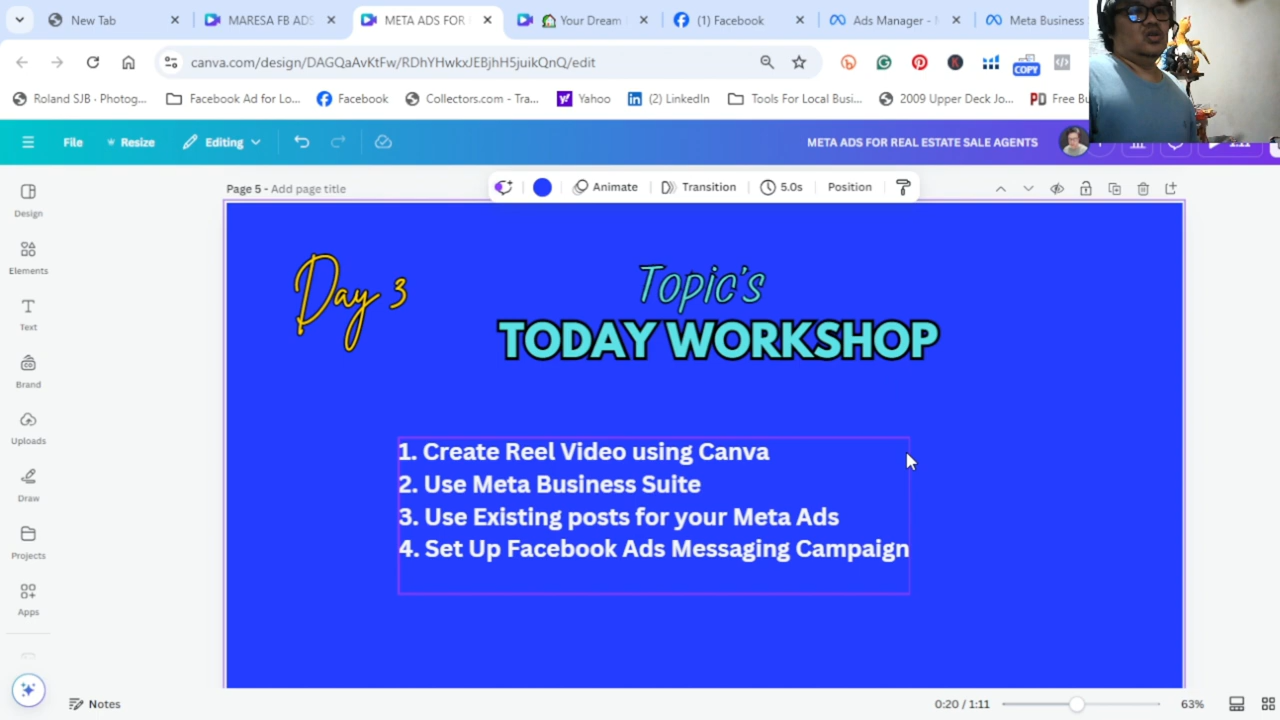 New Tab
MARESA FB ADS
META ADS FOR
Your Dream
(1) Facebook
Ads Manager -
Meta Business
canva.com/design/DAGQaAvKtFw/RDhYHwkxJEBjhH5juikQnQ/edit
COPY
Roland SJB - Photog...
Facebook Ad for Lo...
Facebook
Collectors.com - Tra...
Yahoo
(2) LinkedIn
Tools For Local Busi...
2009 Upper Deck Jo...
PD Free Bu
File
Resize
Editing
META ADS FOR REAL ESTATE SALE AGENTS
Page 5 - Add page title
Animate
Transition
5.0s
Position
Design
Elements
Text
Brand
Uploads
Draw
Projects
Apps
Day 3
Topic's
TODAY WORKSHOP
1. Create Reel Video using Canva
2. Use Meta Business Suite
3. Use Existing posts for your Meta Ads
4. Set Up Facebook Ads Messaging Campaign
Notes
0:20 / 1:11
63%